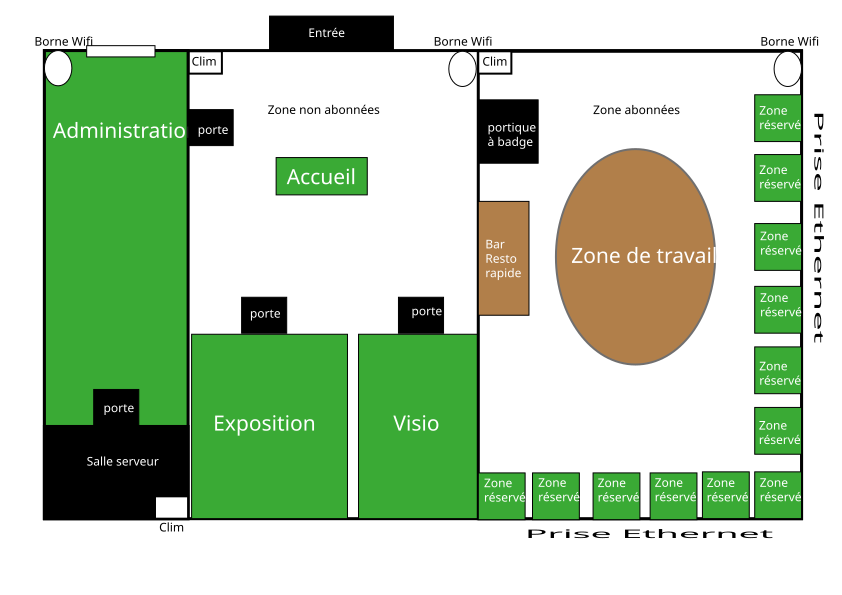 Entrée
Borne Wifi
Borne Wifi
Borne Wifi
Clim
Clim
Zone non abonnées
Zone abonnées
Administratio
porte
portique
à badge
Accueil
Bar
Resto
rapide
Zone de travail
Zone
réservé
Zone
réservé
Zone
réservé
Zone
réservé
Zone
réservé
Zone
réservé
Prise Ethernet
porte
porte
porte
Exposition
Visio
Salle serveur
Clim
Zone
réservé
Zone
réservé
Zone
réservé
Zone
réservé
Zone
réservé
Zone
réservé
Prise Ethernet